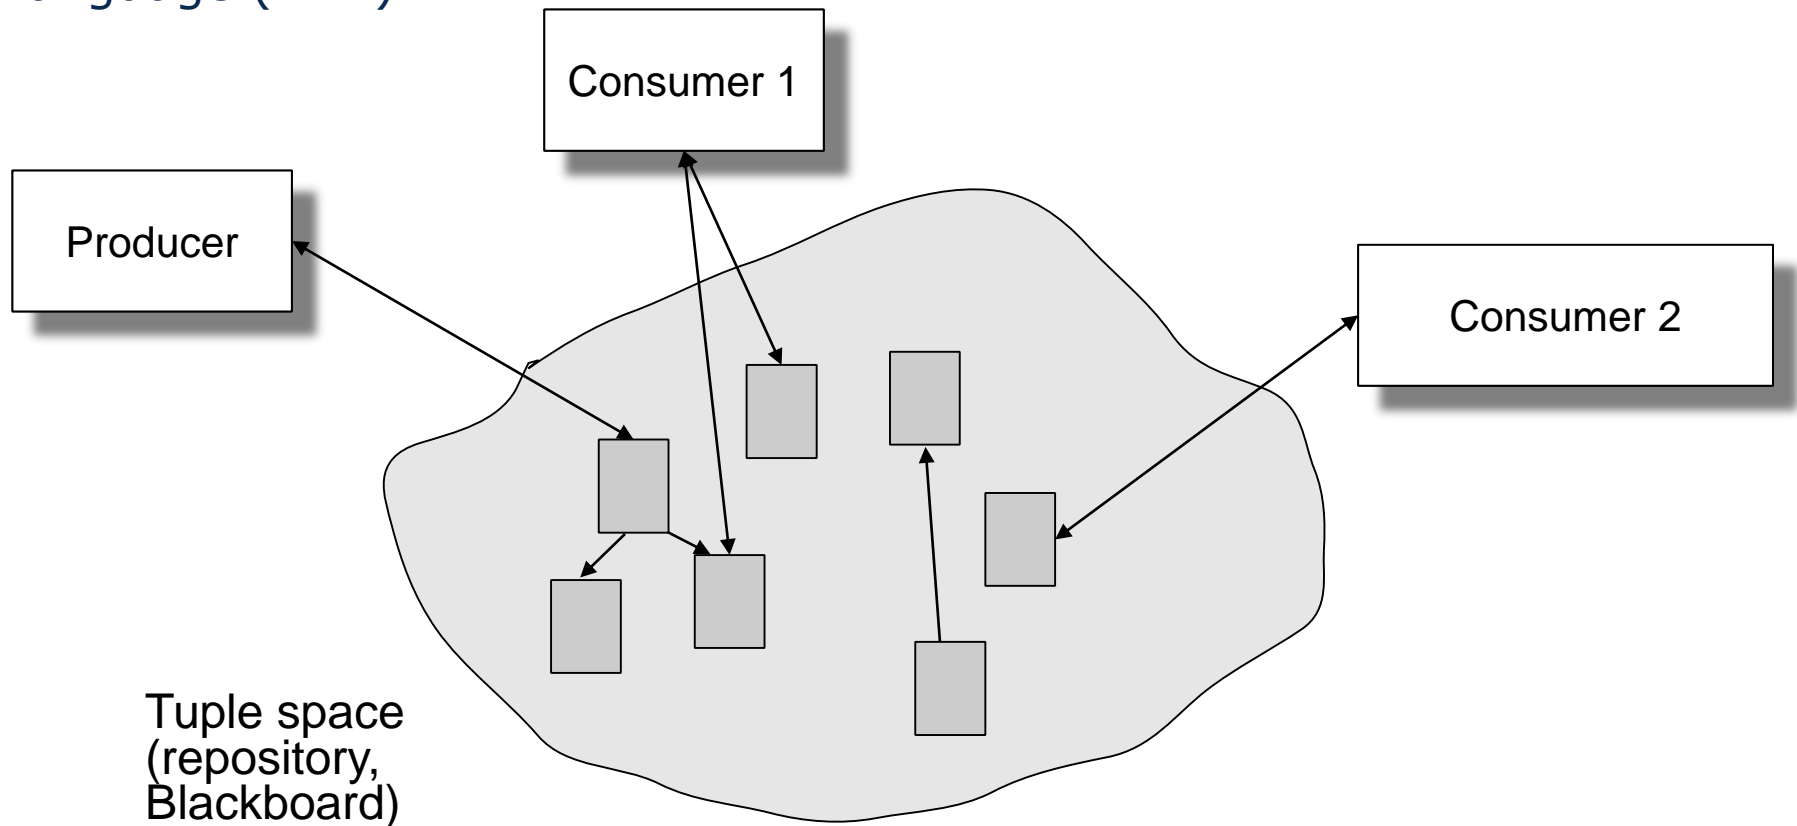 Consumer 1
Producer
Consumer 2
Tuple space
(repository,
Blackboard)